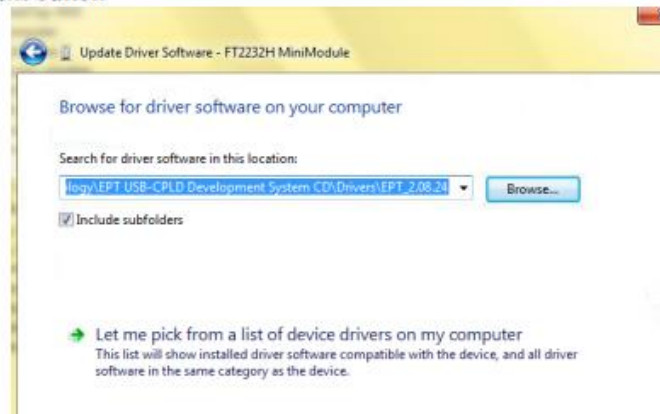 Update Driver Software - FT2232H MiniModule
Browse for driver software on your computer
Search for driver software in this location:
ology\EPT USB-CPLD Development System CD\Drivers\EPT_2.08.24
Browse...
Include subfolders
Let me pick from a list of device drivers on my computer
This list will show installed driver software compatible with the device, and all driver
software in the same category as the device.